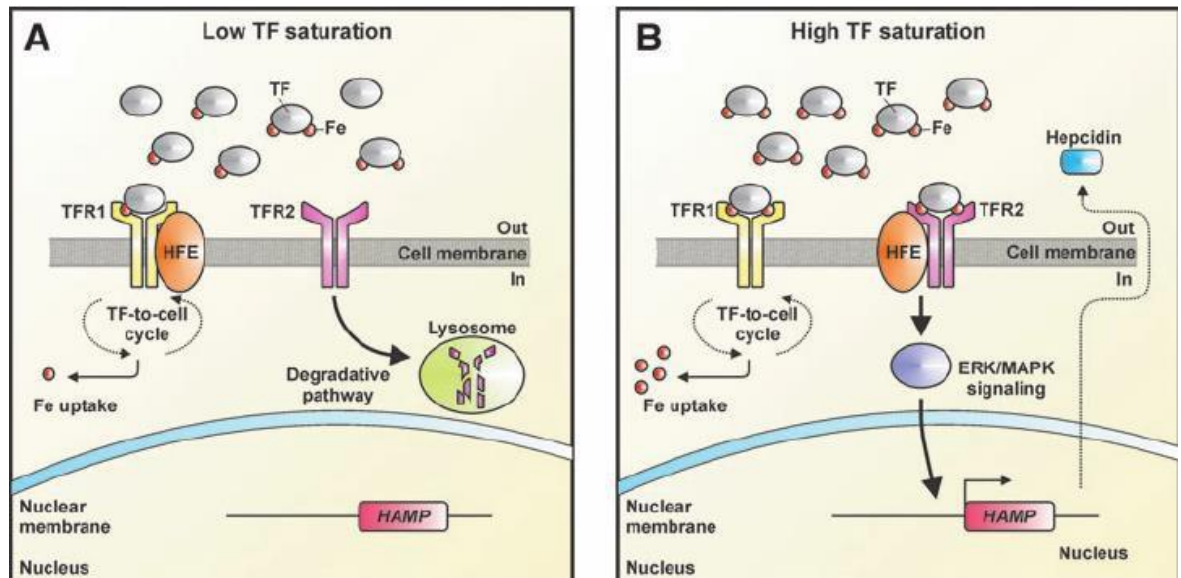 A
Low TF saturation
TF
Fe
TFR1
TFR2
HFE
Out
Cell membrane
In
TF-to-cell
cycle
Lysosome
Degradative
pathway
Fe uptake
Nuclear
membrane
HAMP
Nucleus
B
High TF saturation
TF
Fe
Hepcidin
TFR1
TFR2
HFE
Out
Cell membrane
In
TF-to-cell
cycle
ERK/MAPK
signaling
Fe uptake
Nuclear
membrane
HAMP
Nucleus
Nucleus